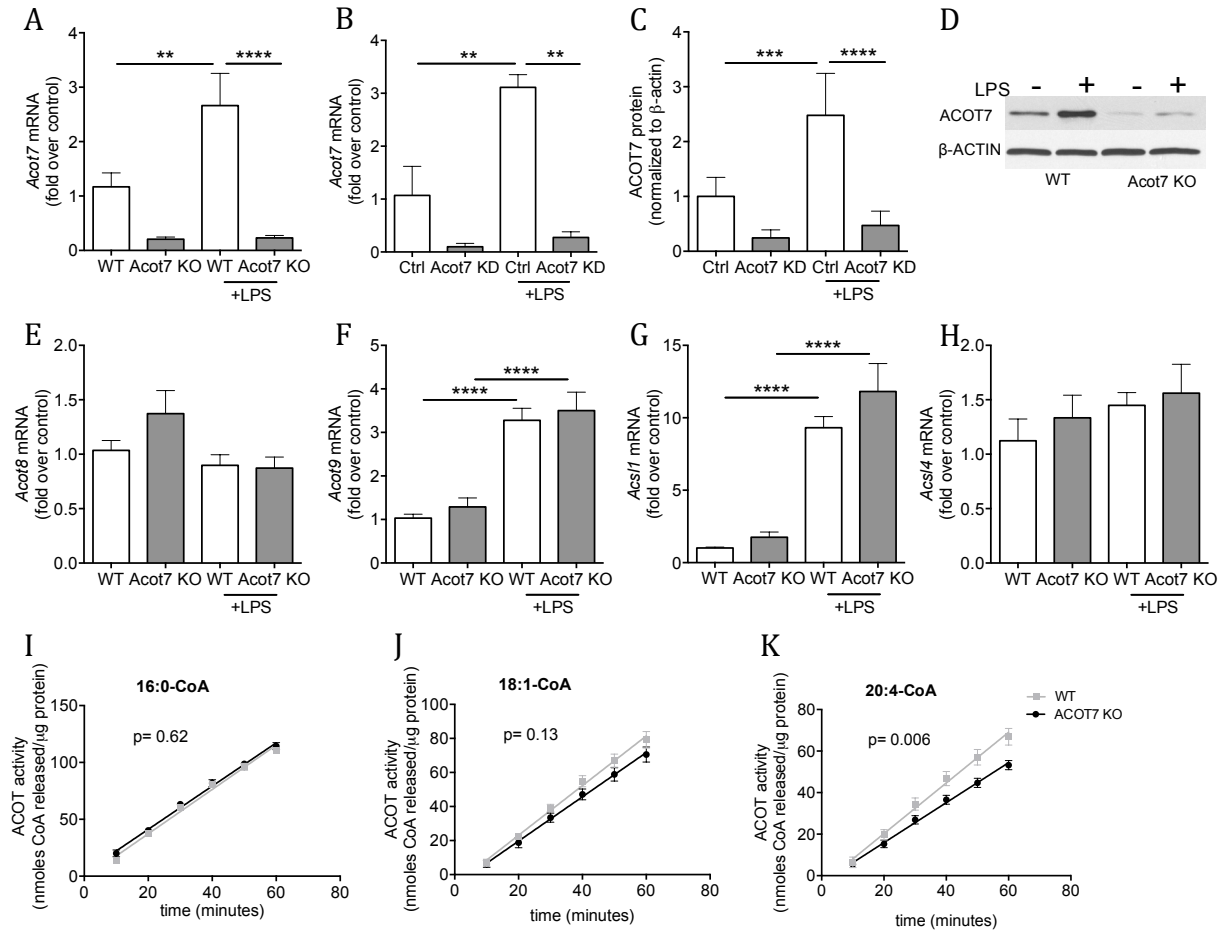 A
Acot7 mRNA
(fold over control)
4
3
2
1
0
**
****
WT Acot7 KO WT Acot7 KO
+LPS
B
Acot7 mRNA
(fold over control)
4
3
2
1
0
**
**
Ctrl Acot7 KD Ctrl Acot7 KD
+LPS
C
ACOT7 protein
(normalized to β-actin)
4
3
2
1
0
***
****
Ctrl Acot7 KD Ctrl Acot7 KD
+LPS
D
LPS - + - +
ACOT7
β-ACTIN
WT Acot7 KO
E
Acot8 mRNA
(fold over control)
2.0
1.5
1.0
0.5
0.0
WT Acot7 KO WT Acot7 KO
+LPS
F
Acot9 mRNA
(fold over control)
5
4
3
2
1
0
****
****
WT Acot7 KO WT Acot7 KO
+LPS
G
Acsl1 mRNA
(fold over control)
15
10
5
0
****
****
WT Acot7 KO WT Acot7 KO
+LPS
H
Acsl4 mRNA
(fold over control)
2.0
1.5
1.0
0.5
0.0
WT Acot7 KO WT Acot7 KO
+LPS
I
16:0-CoA
p= 0.62
ACOT activity
(nmoles CoA released/µg protein)
150
100
50
0
0 20 40 60 80
time (minutes)
J
18:1-CoA
p= 0.13
ACOT activity
(nmoles CoA released/µg protein)
100
80
60
40
20
0
0 20 40 60 80
time (minutes)
K
20:4-CoA
p= 0.006
ACOT activity
(nmoles CoA released/µg protein)
80
60
40
20
0
0 20 40 60 80
time (minutes)
WT
ACOT7 KO